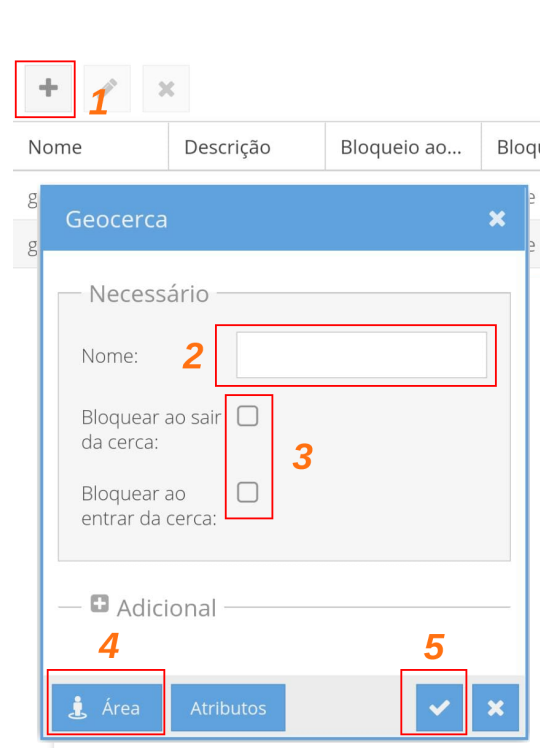 1
Nome Descrição Bloqueio ao...
Geocerca
Necessário
Nome: 2
Bloquear ao sair
da cerca:
3
Bloquear ao
entrar da cerca:
Adicional
4 5
Área Atributos